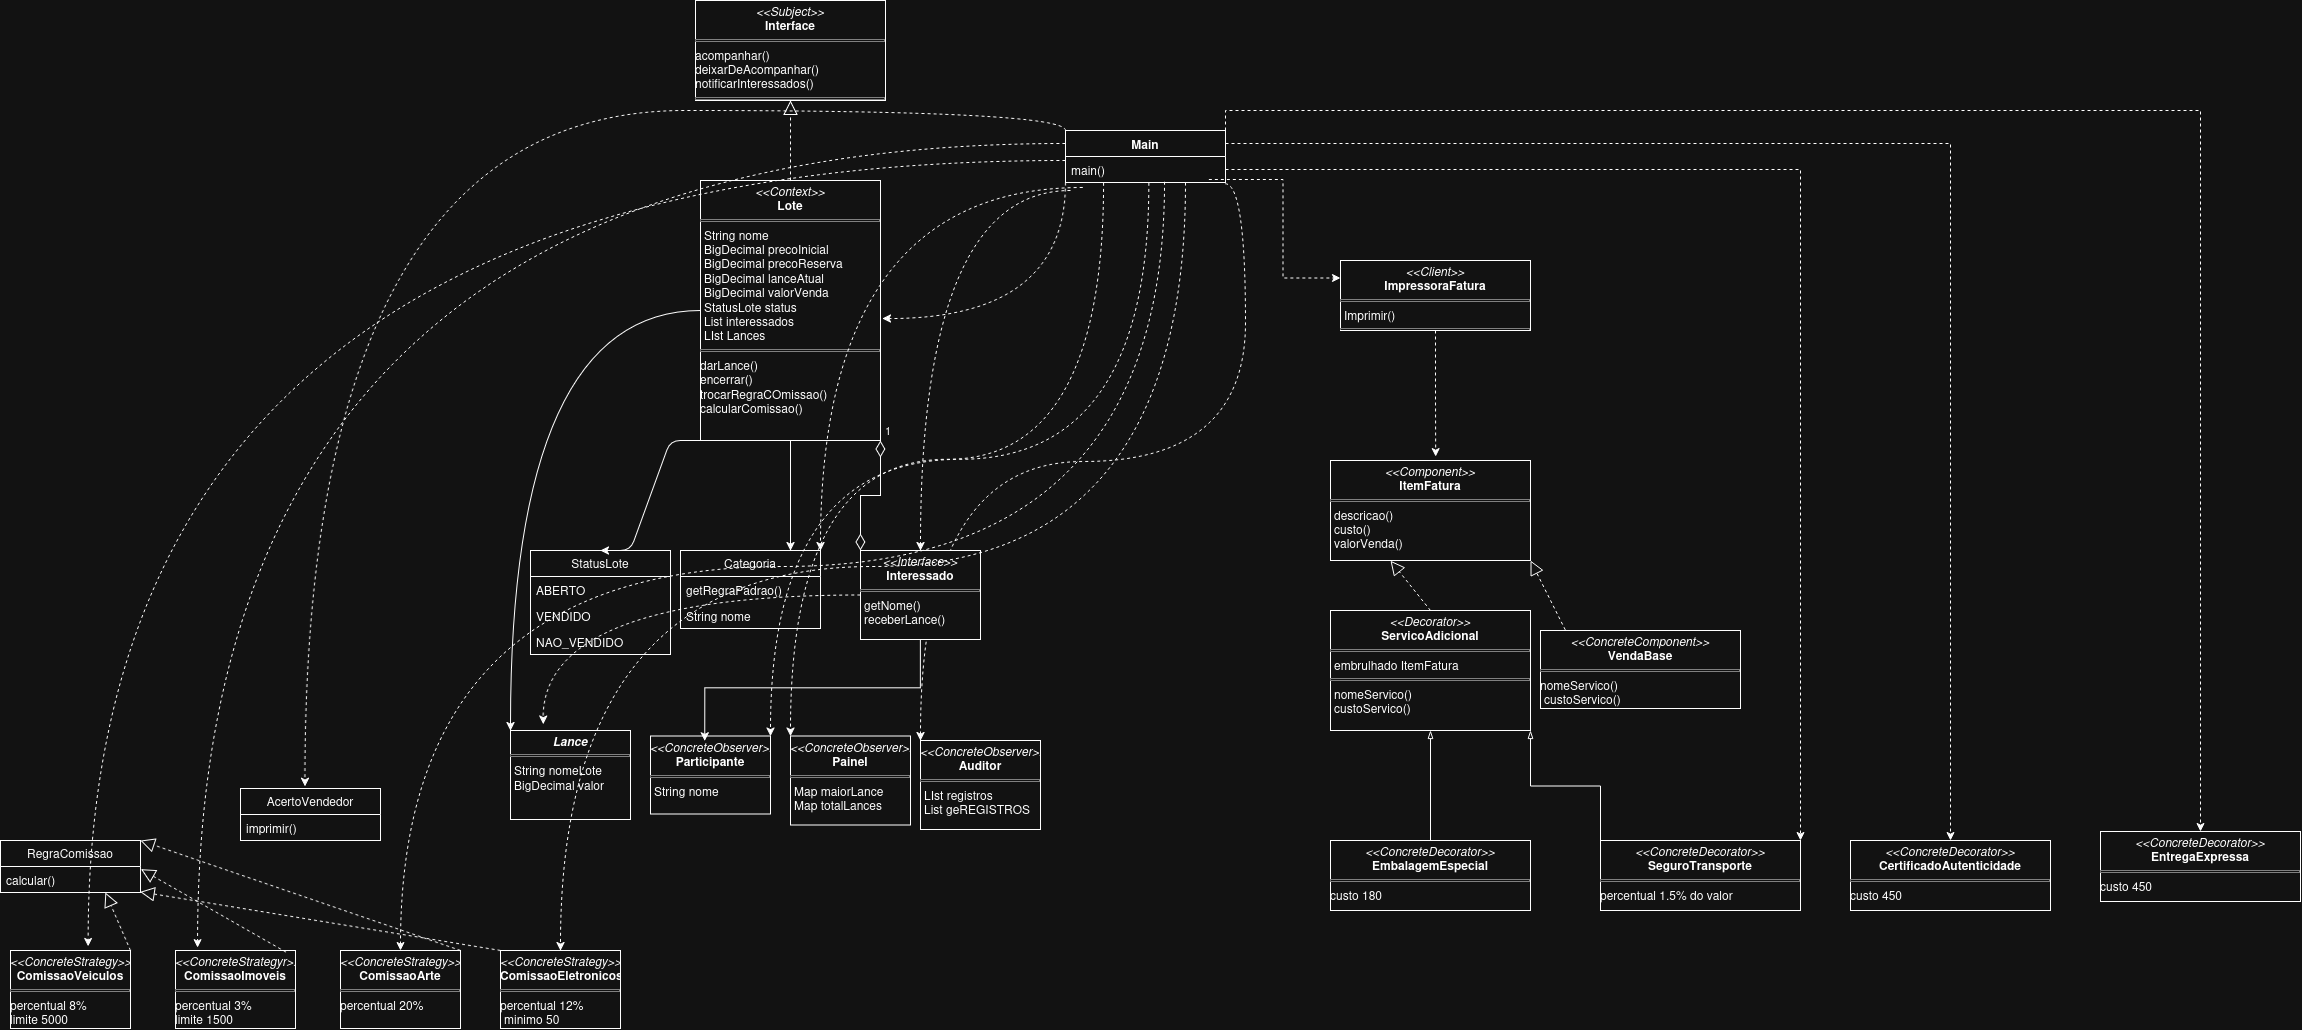 <<Subject>>
Interface
acompanhar()
deixarDeAcompanhar()
notificarInteressados()
Main
main()
<<Context>>
Lote
String nome
BigDecimal precoInicial
BigDecimal precoReserva
BigDecimal lanceAtual
BigDecimal valorVenda
StatusLote status
List interessados
LIst Lances
darLance()
encerrar()
trocarRegraCOmissao()
calcularComissao()
1
<<Client>>
ImpressoraFatura
Imprimir()
<<Component>>
ItemFatura
descricao()
custo()
valorVenda()
StatusLote
ABERTO
VENDIDO
NAO_VENDIDO
Categoria
getRegraPadrao()
String nome
<<Interface>>
Interessado
getNome()
receberLance()
<<Decorator>>
ServicoAdicional
embrulhado ItemFatura
nomeServico()
custoServico()
<<ConcreteComponent>>
VendaBase
nomeServico()
custoServico()
Lance
String nomeLote
BigDecimal valor
<<ConcreteObserver>>
Participante
String nome
<<ConcreteObserver>
Painel
Map maiorLance
Map totalLances
<<ConcreteObserver>
Auditor
LIst registros
List geREGISTROS
AcertoVendedor
imprimir()
RegraComissao
calcular()
<<ConcreteDecorator>>
EmbalagemEspecial
custo 180
<<ConcreteDecorator>>
SeguroTransporte
percentual 1.5% do valor
<<ConcreteDecorator>>
CertificadoAutenticidade
custo 450
<<ConcreteDecorator>>
EntregaExpressa
custo 450
<<ConcreteStrategy>>
ComissaoVeiculos
percentual 8%
limite 5000
<<ConcreteStrategyr>
ComissaoImoveis
percentual 3%
limite 1500
<<ConcreteStrategy>>
ComissaoArte
percentual 20%
<<ConcreteStrategy>>
ComissaoEletronicos
percentual 12%
minimo 50